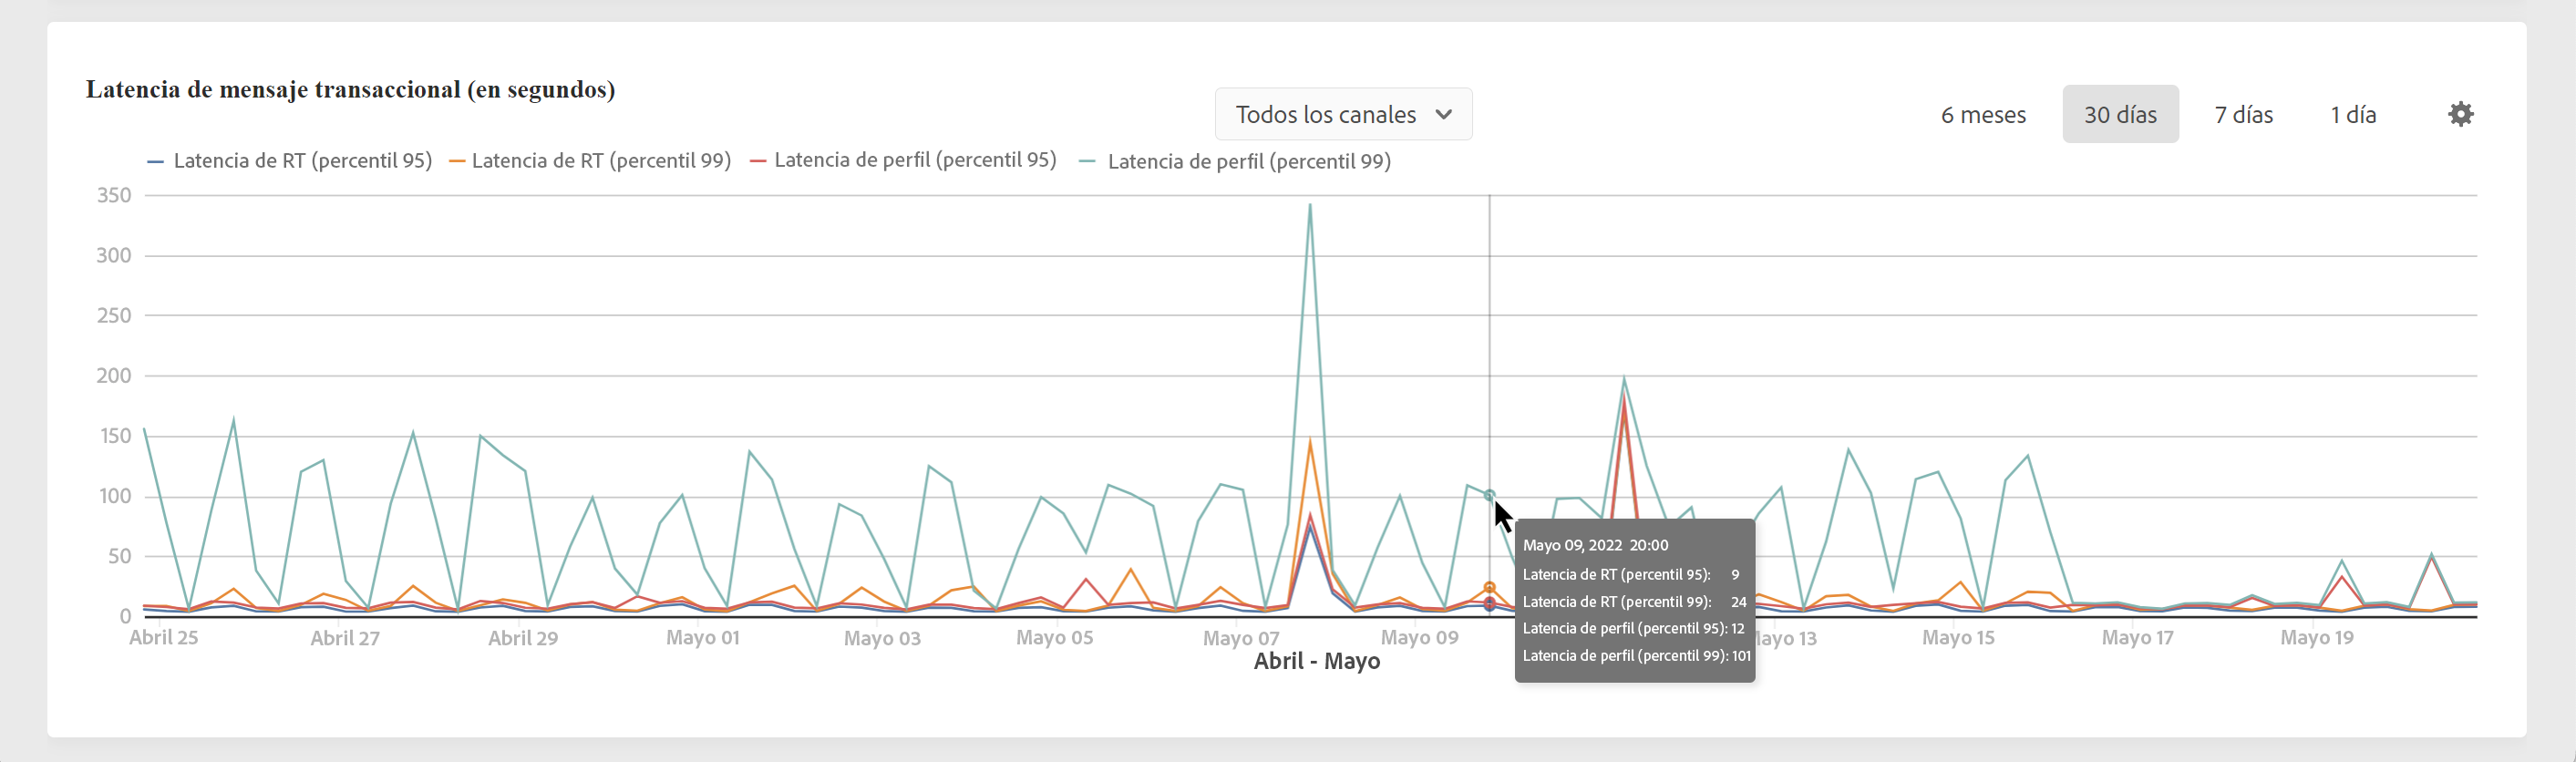 Latencia de mensaje transaccional (en segundos)
Todos los canales
6 meses 30 días 7 días 1 día
Latencia de RT (percentil 95) Latencia de RT (percentil 99) Latencia de perfil (percentil 95) Latencia de perfil (percentil 99)
350
300
250
200
150
100
50
0
Mayo 09, 2022 20:00
Latencia de RT (percentil 95): 9
Latencia de RT (percentil 99): 24
Latencia de perfil (percentil 95): 12
Latencia de perfil (percentil 99): 101
Abril 25 Abril 27 Abril 29 Mayo 01 Mayo 03 Mayo 05 Mayo 07 Mayo 09 Mayo 13 Mayo 15 Mayo 17 Mayo 19
Abril - Mayo